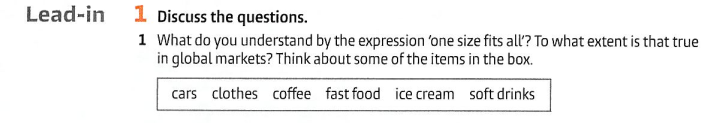 Lead-in 1 Discuss the questions.
1 What do you understand by the expression ‘one size fits all’? To what extent is that true
in global markets? Think about some of the items in the box.
cars clothes coffee fast food ice cream soft drinks